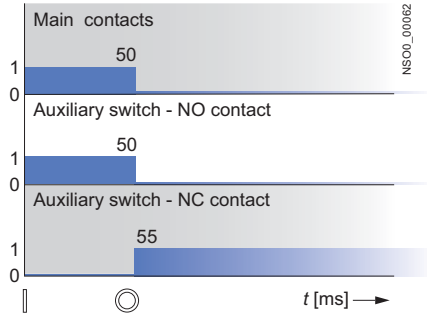 Main contacts
50
1
0
Auxiliary switch - NO contact
50
1
0
Auxiliary switch - NC contact
55
1
0
t [ms]
NSO0_00062